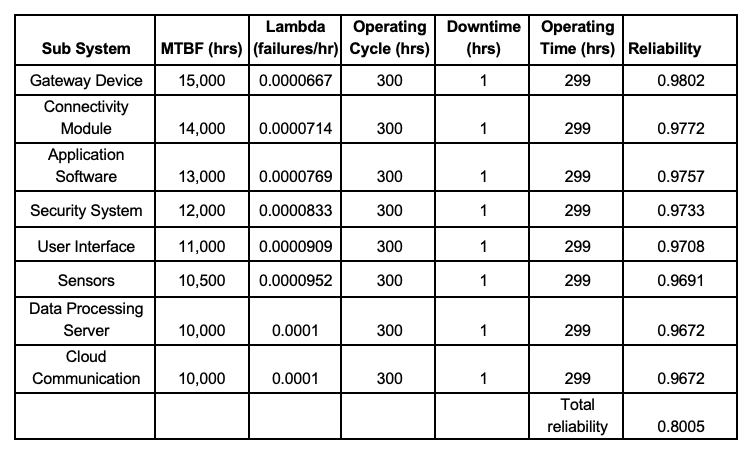 Sub System MTBF (hrs) Lambda (failures/hr) Operating Cycle (hrs) Downtime (hrs) Operating Time (hrs) Reliability
Gateway Device 15,000 0.0000667 300 1 299 0.9802
Connectivity Module 14,000 0.0000714 300 1 299 0.9772
Application Software 13,000 0.0000769 300 1 299 0.9757
Security System 12,000 0.0000833 300 1 299 0.9733
User Interface 11,000 0.0000909 300 1 299 0.9708
Sensors 10,500 0.0000952 300 1 299 0.9691
Data Processing Server 10,000 0.0001 300 1 299 0.9672
Cloud Communication 10,000 0.0001 300 1 299 0.9672
Total reliability 0.8005